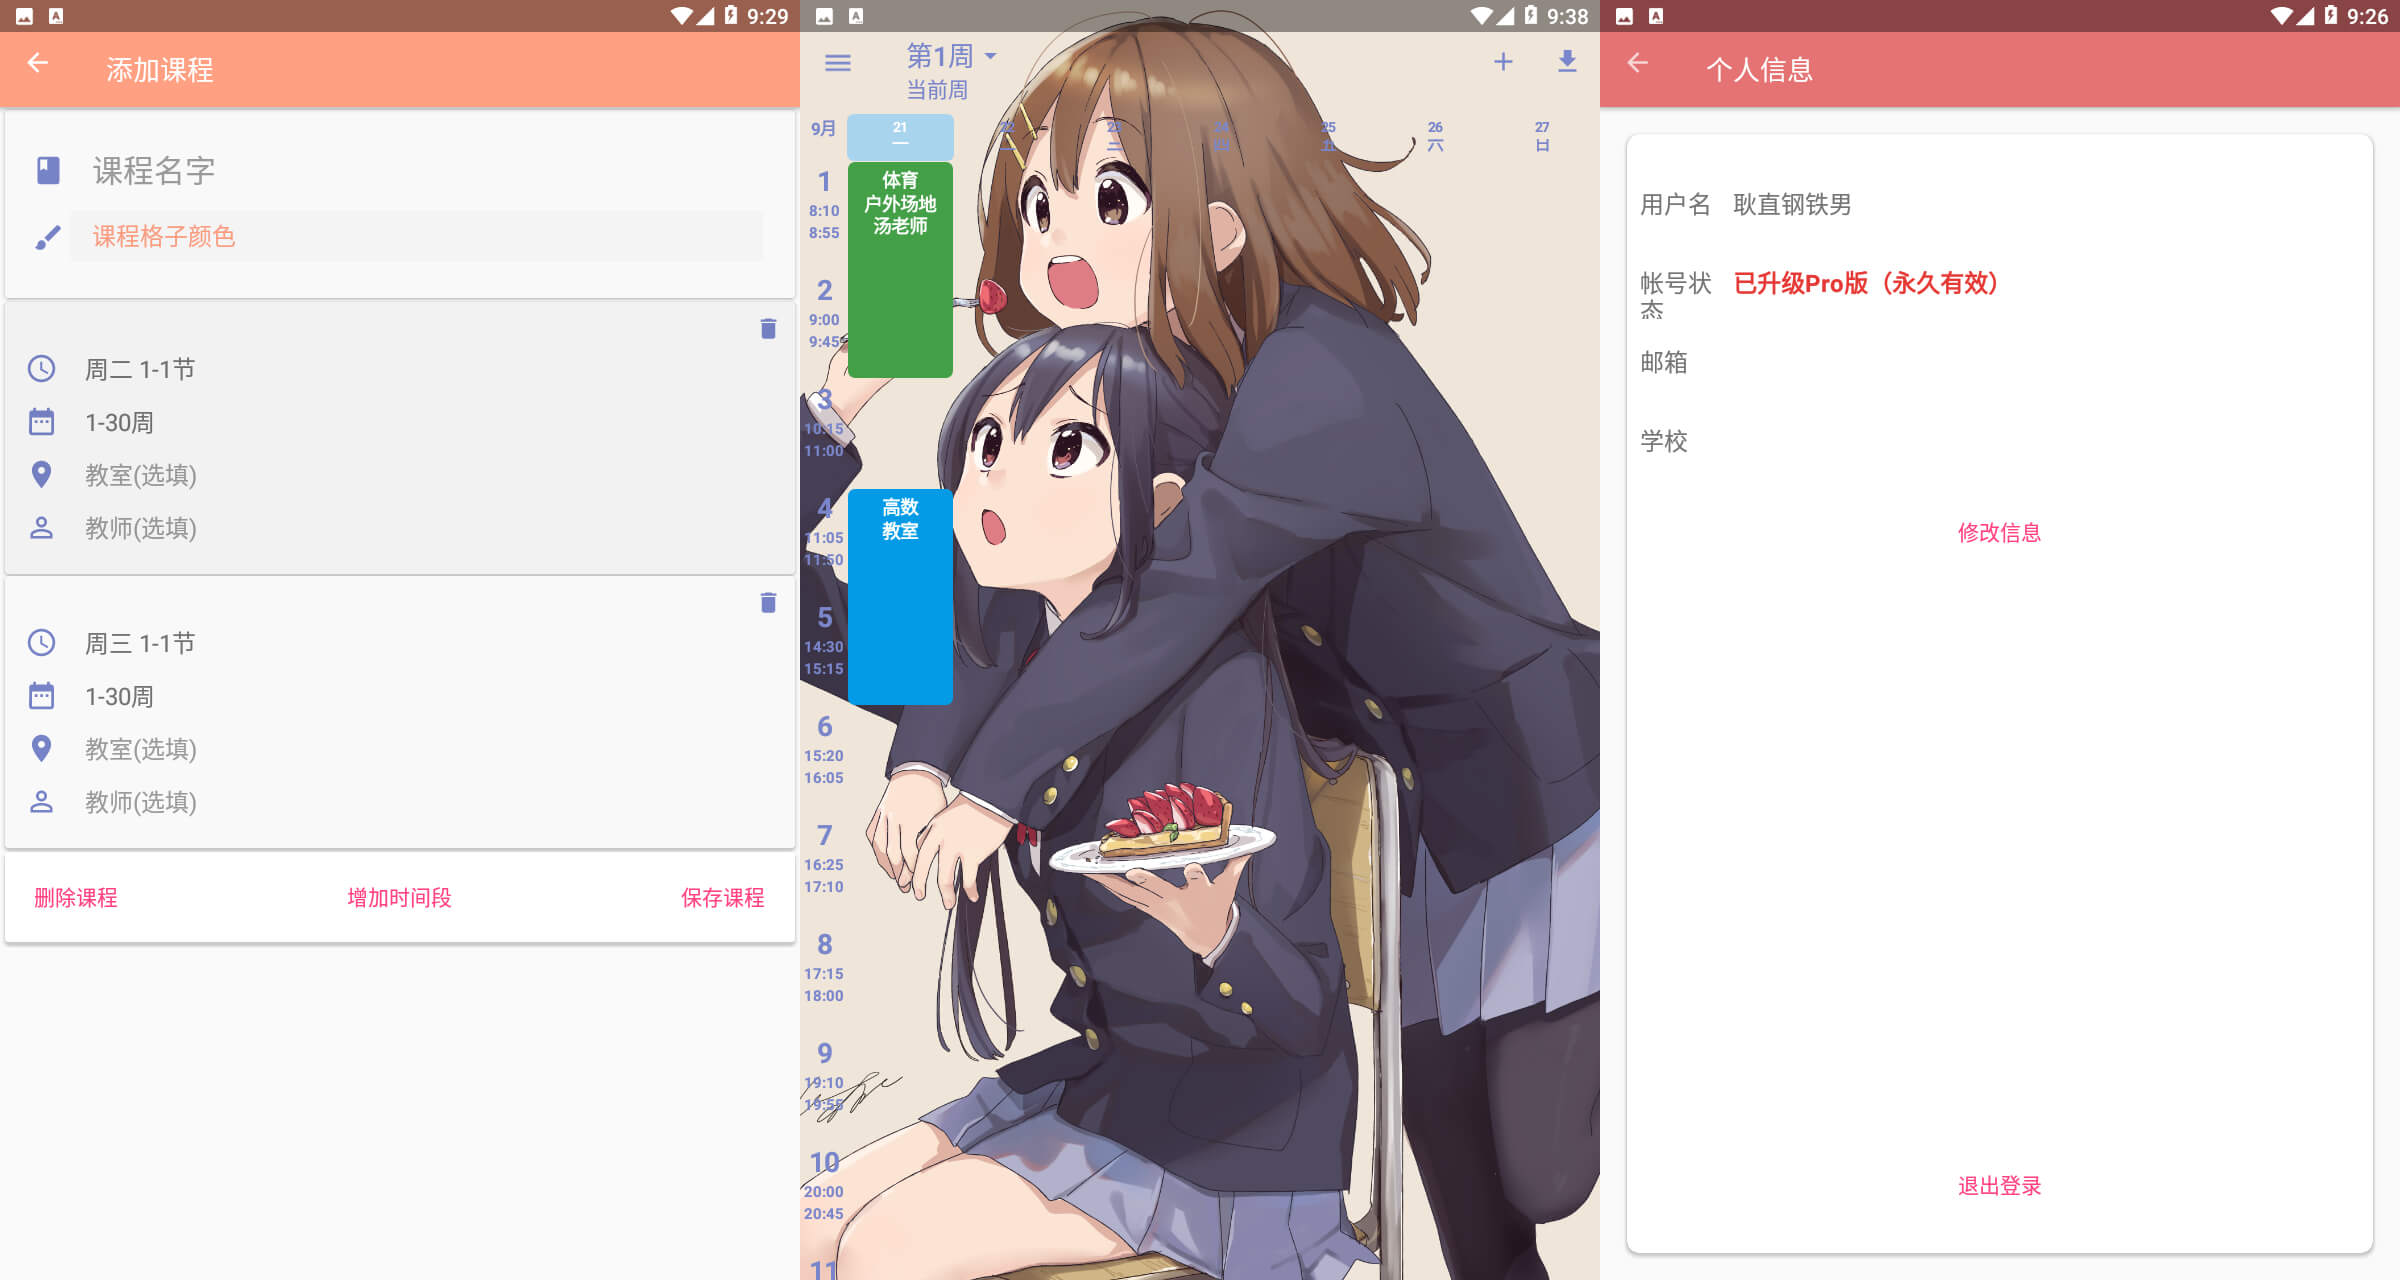 9:29
添加课程
课程名字
课程格子颜色
周二 1-1节
1-30周
教室(选填)
教师(选填)
周三 1-1节
1-30周
教室(选填)
教师(选填)
删除课程
增加时间段
保存课程
9:38
第1周
当前周
9月
21
一
22
二
23
三
24
四
25
五
26
六
27
日
1
8:10
8:55
体育
户外场地
汤老师
2
9:00
9:45
3
10:15
11:00
4
11:05
11:50
高数
教室
5
14:30
15:15
6
15:20
16:05
7
16:25
17:10
8
17:15
18:00
9
19:10
19:55
10
20:00
20:45
11
9:26
个人信息
用户名
耿直钢铁男
帐号状
态
已升级Pro版（永久有效）
邮箱
学校
修改信息
退出登录